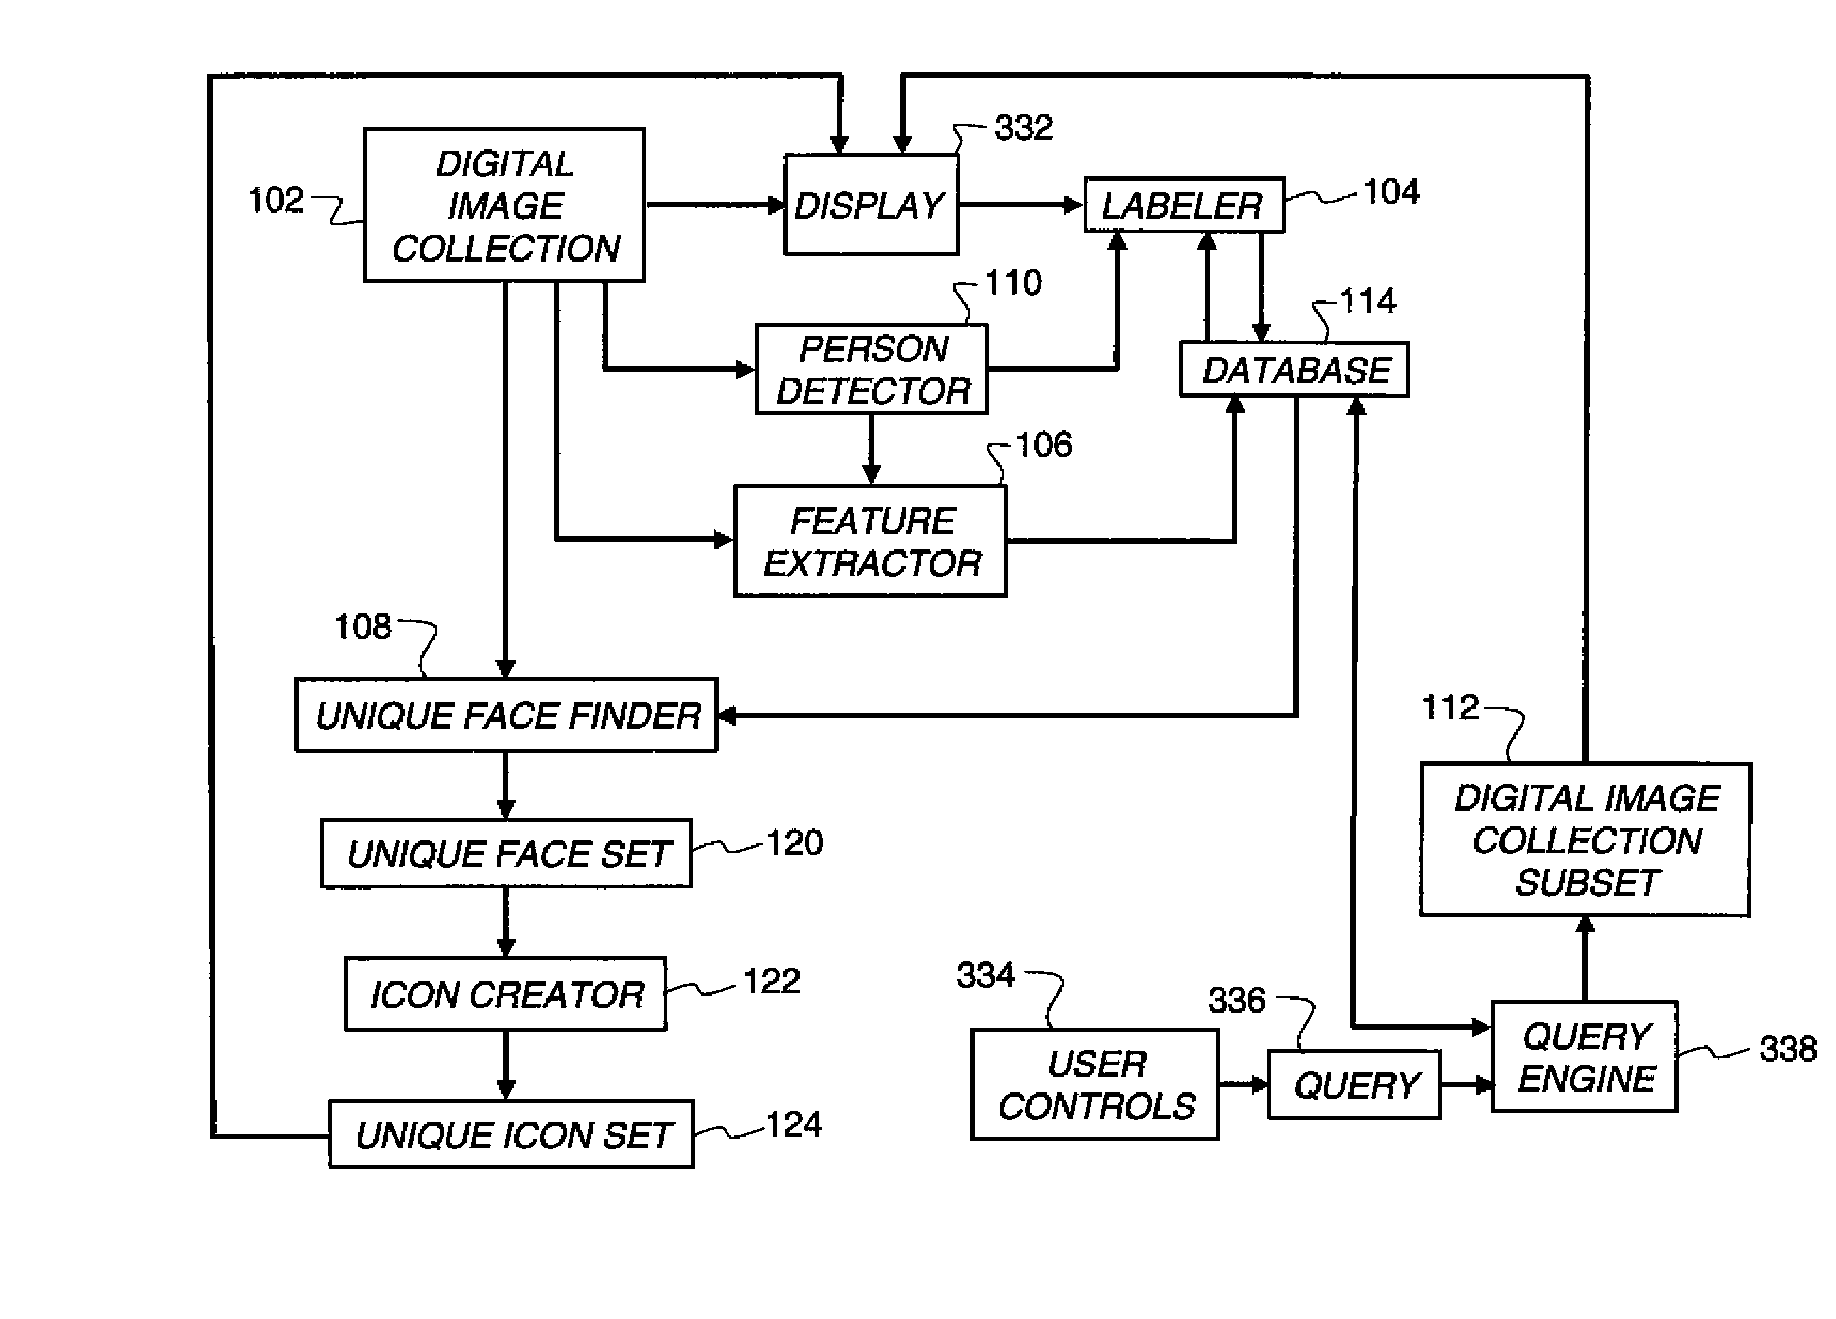 332
DIGITAL
IMAGE
COLLECTION
102
DISPLAY
LABELER
104
110
PERSON
DETECTOR
114
DATABASE
106
FEATURE
EXTRACTOR
108
UNIQUE FACE FINDER
112
DIGITAL IMAGE
COLLECTION
SUBSET
UNIQUE FACE SET
120
ICON CREATOR
122
334
336
USER
CONTROLS
QUERY
QUERY
ENGINE
338
UNIQUE ICON SET
124